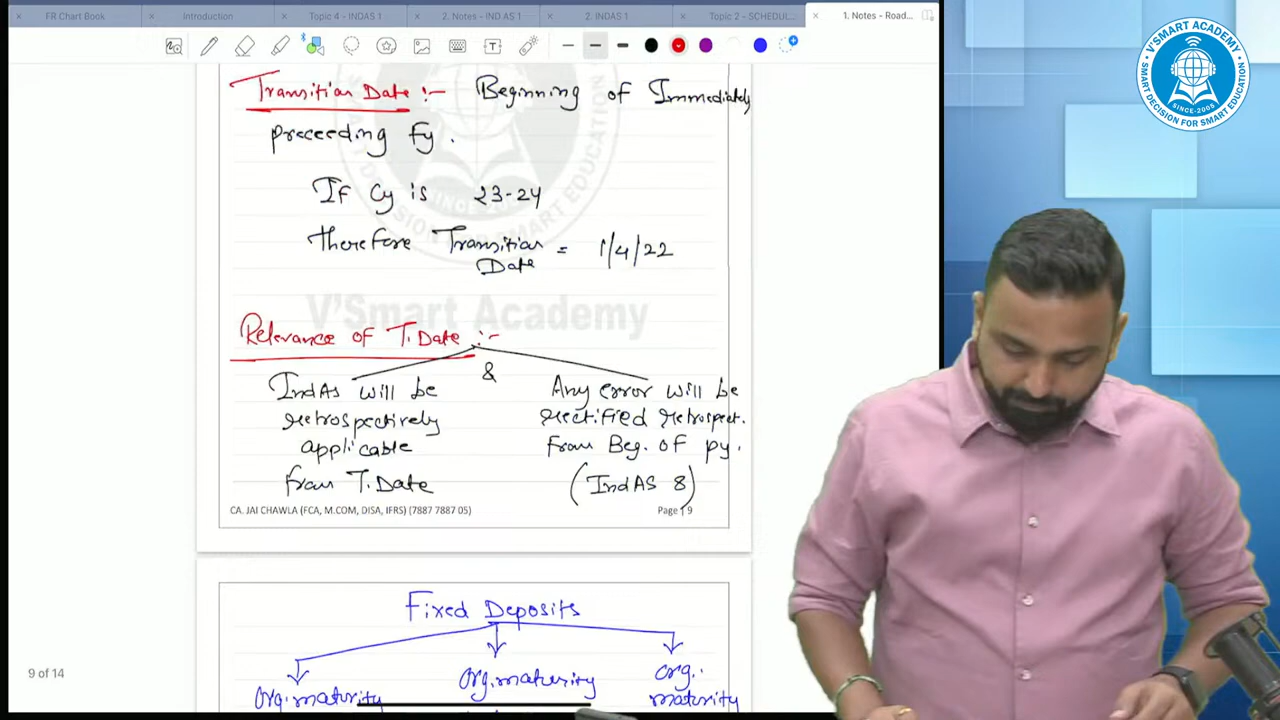 FR Chart Book
Introduction
Topic 4 - INDAS 1
2. Notes - IND AS 1
2. INDAS 1
Topic 2 - SCHEDUL...
1. Notes - Road...
V'SMART ACADEMY
SINCE-2005
SMART DECISION FOR SMART EDUCATION
Transition Date :- Beginning of Immediately
preceeding fy.
If Cy is 23-24
therefore Transition Date = 1/4/22
V'Smart Academy
Relevance of T.Date :-
&
IndAs will be
retrospectively
applicable
from T.Date
Any error will be
rectified retrospect.
from Beg. of py.
(IndAS 8)
CA. JAI CHAWLA (FCA, M.COM, DISA, IFRS) (7887 7887 05)
Page | 9
Fixed Deposits
Org. maturity
Org. maturity
Org.
maturity
9 of 14